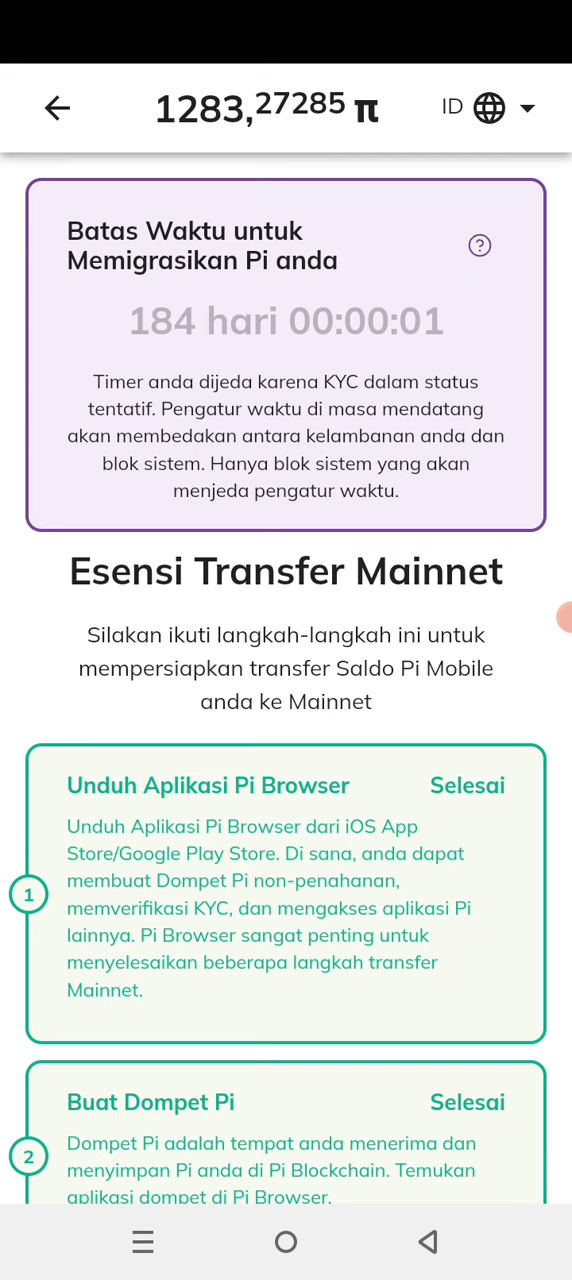 1283,27285 π
ID
Batas Waktu untuk
Memigrasikan Pi anda
?
184 hari 00:00:01
Timer anda dijeda karena KYC dalam status
tentatif. Pengatur waktu di masa mendatang
akan membedakan antara kelambanan anda dan
blok sistem. Hanya blok sistem yang akan
menjeda pengatur waktu.
Esensi Transfer Mainnet
Silakan ikuti langkah-langkah ini untuk
mempersiapkan transfer Saldo Pi Mobile
anda ke Mainnet
Unduh Aplikasi Pi Browser Selesai
Unduh Aplikasi Pi Browser dari iOS App
Store/Google Play Store. Di sana, anda dapat
membuat Dompet Pi non-penahanan,
1
memverifikasi KYC, dan mengakses aplikasi Pi
lainnya. Pi Browser sangat penting untuk
menyelesaikan beberapa langkah transfer
Mainnet.
Buat Dompet Pi Selesai
2
Dompet Pi adalah tempat anda menerima dan
menyimpan Pi anda di Pi Blockchain. Temukan
aplikasi dompet di Pi Browser.